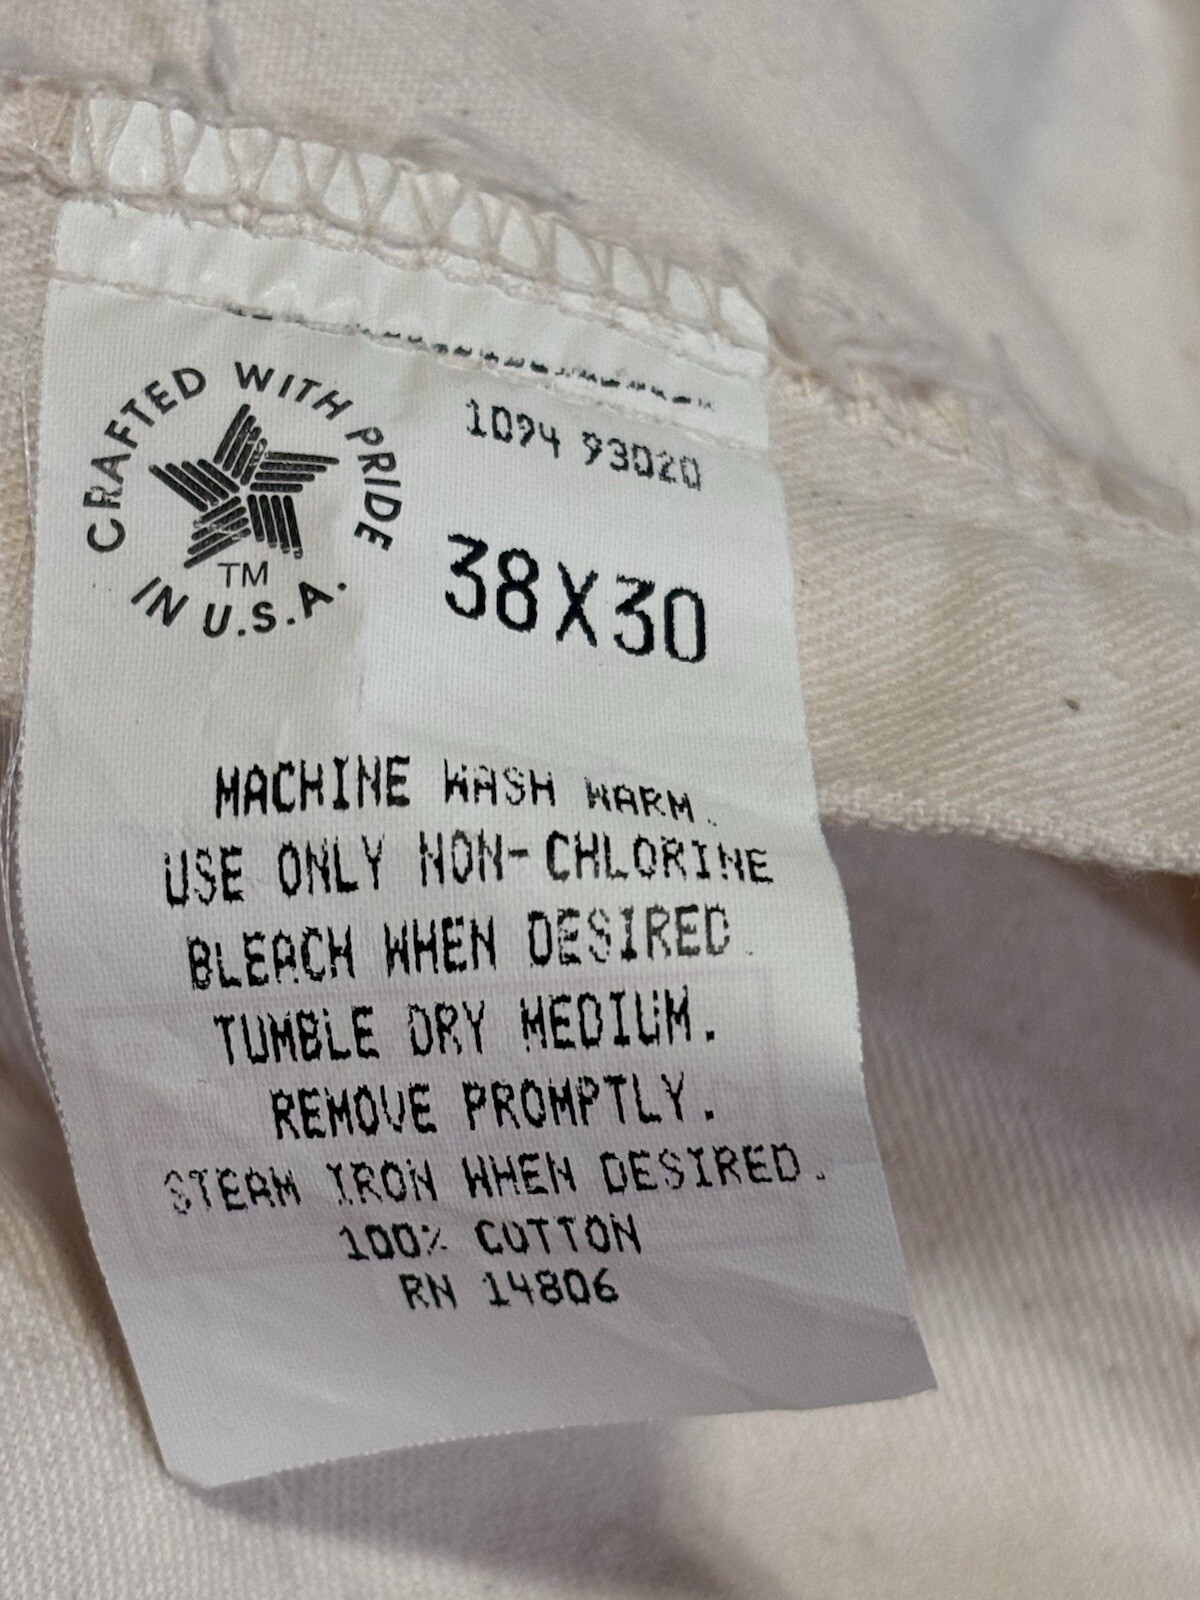 CRAFTED WITH PRIDE
IN U.S.A.
TM
1094 93020
38X30
MACHINE WASH WARM.
USE ONLY NON-CHLORINE
BLEACH WHEN DESIRED.
TUMBLE DRY MEDIUM.
REMOVE PROMPTLY.
STEAM IRON WHEN DESIRED.
100% COTTON
RN 14806